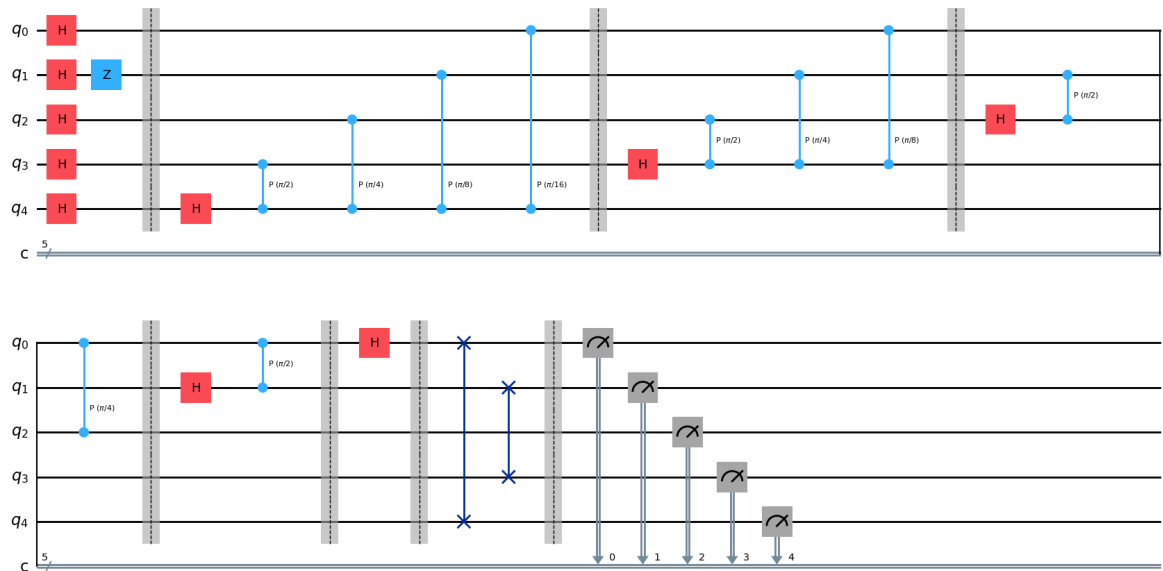 q0 H
q1 H Z P (π/2)
q2 H H
P (π/2) P (π/4) P (π/8)
q3 H H
P (π/2) P (π/4) P (π/8) P (π/16)
q4 H H
5
c
q0 H
P (π/2)
q1 H
P (π/4)
q2
q3
q4
5 0 1 2 3 4
c